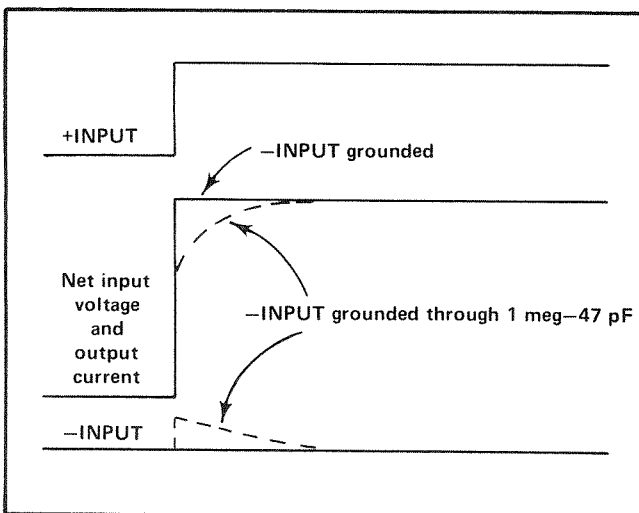 +INPUT
−INPUT grounded
Net input
voltage
and
output
current
−INPUT grounded through 1 meg−47 pF
−INPUT